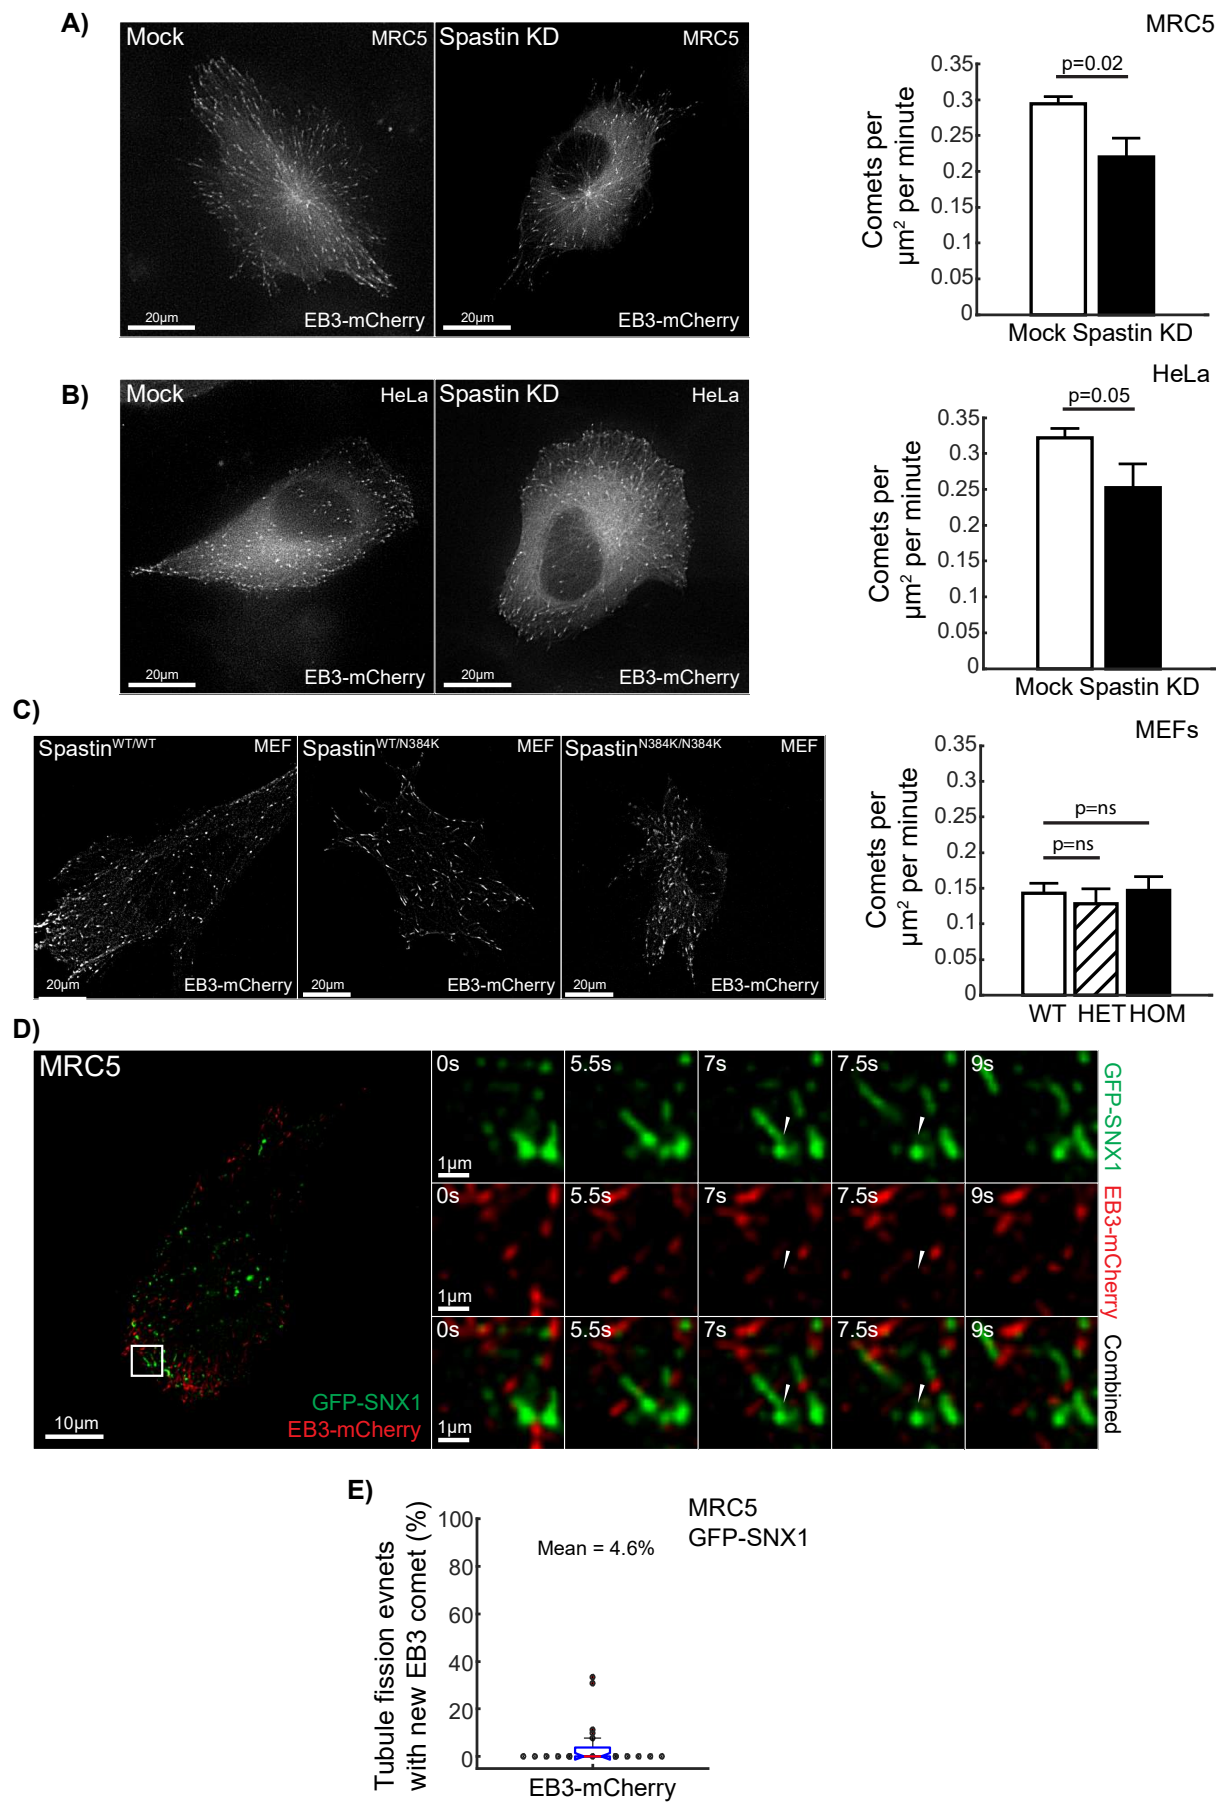 A)
Mock
MRC5
Spastin KD
MRC5
20µm
EB3-mCherry
20µm
EB3-mCherry
MRC5
Comets per
µm² per minute
0.35
0.3
0.25
0.2
0.15
0.1
0.05
0
p=0.02
Mock Spastin KD
B)
Mock
HeLa
Spastin KD
HeLa
20µm
EB3-mCherry
20µm
EB3-mCherry
HeLa
Comets per
µm² per minute
0.35
0.3
0.25
0.2
0.15
0.1
0.05
0
p=0.05
Mock Spastin KD
C)
Spastin^WT/WT
MEF
Spastin^WT/N384K
MEF
Spastin^N384K/N384K
MEF
20µm
EB3-mCherry
20µm
EB3-mCherry
20µm
EB3-mCherry
MEFs
Comets per
µm² per minute
0.35
0.3
0.25
0.2
0.15
0.1
0.05
0
p=ns
p=ns
WT HET HOM
D)
MRC5
GFP-SNX1
EB3-mCherry
10µm
0s 5.5s 7s 7.5s 9s
1µm
GFP-SNX1
0s 5.5s 7s 7.5s 9s
1µm
EB3-mCherry
0s 5.5s 7s 7.5s 9s
1µm
Combined
E)
MRC5
GFP-SNX1
Mean = 4.6%
Tubule fission evnets
with new EB3 comet (%)
100
80
60
40
20
0
EB3-mCherry